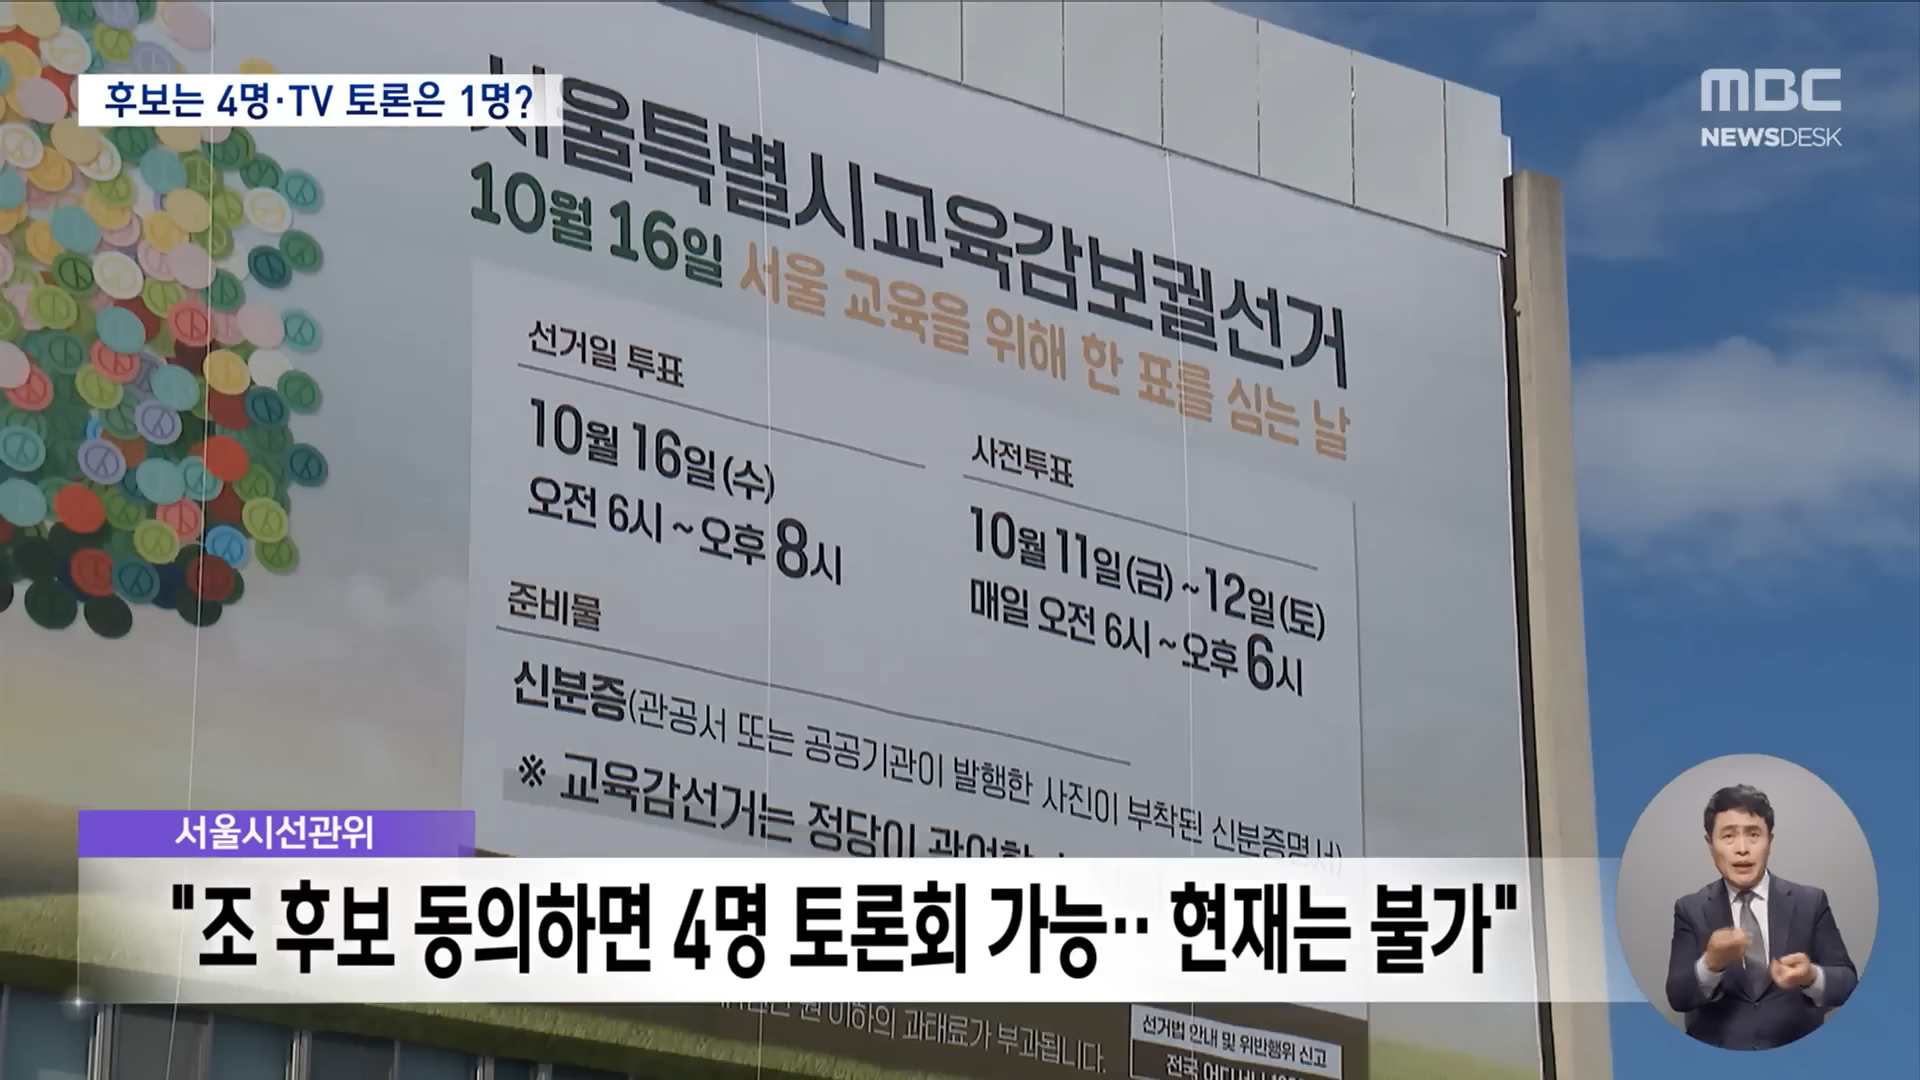 후보는 4명·TV 토론은 1명?
MBC
NEWSDESK
서울특별시교육감보궐선거
10월 16일 서울 교육을 위해 한 표를 심는 날
선거일 투표
10월 16일(수)
오전 6시 ~ 오후 8시
사전투표
10월 11일(금) ~12일(토)
매일 오전 6시 ~ 오후 6시
준비물
신분증(관공서 또는 공공기관이 발행한 사진이 부착된 신분증명서)
※ 교육감선거는 정당이
서울시선관위
"조 후보 동의하면 4명 토론회 가능‥ 현재는 불가"
이하의 과태료가 부과됩니다.
선거법 안내 및 위반행위 신고
전국